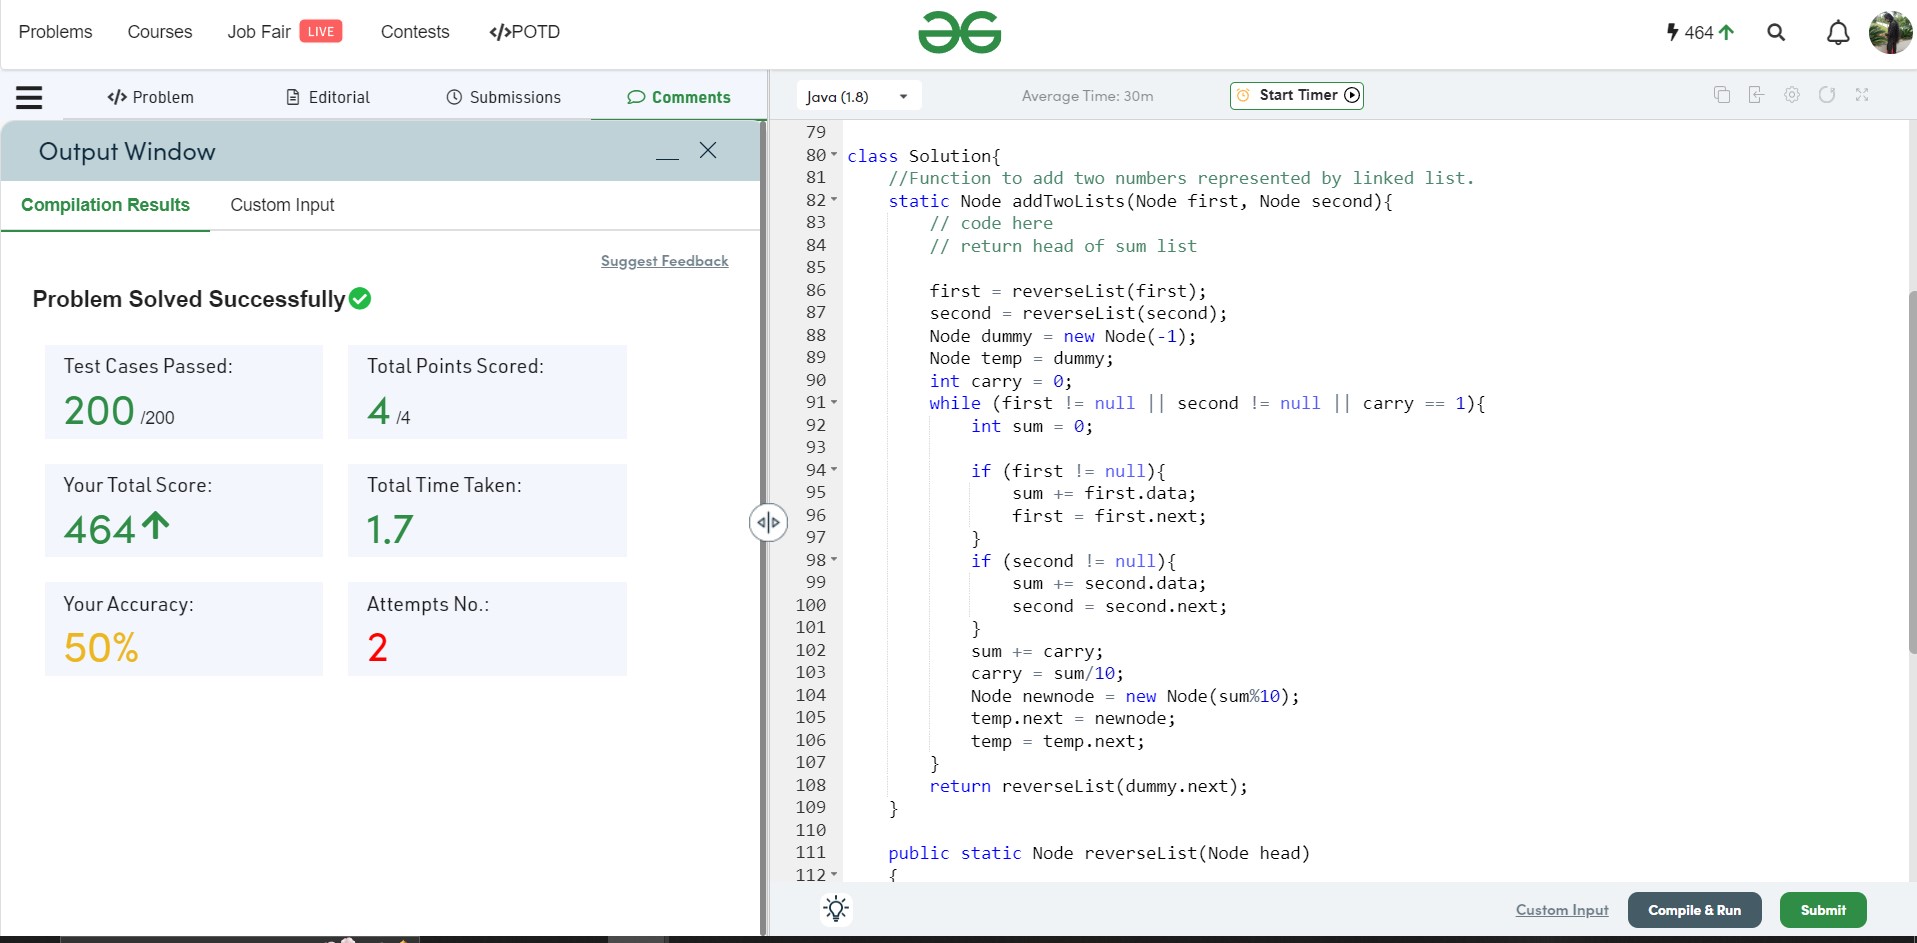 Problems Courses Job Fair LIVE Contests </>POTD 464
</> Problem Editorial Submissions Comments
Output Window
Compilation Results Custom Input
Suggest Feedback
Problem Solved Successfully
Test Cases Passed: Total Points Scored:
200 /200 4 /4
Your Total Score: Total Time Taken:
464 1.7
Your Accuracy: Attempts No.:
50% 2
Java (1.8) Average Time: 30m Start Timer
79
80 class Solution{
81     //Function to add two numbers represented by linked list.
82     static Node addTwoLists(Node first, Node second){
83         // code here
84         // return head of sum list
85
86         first = reverseList(first);
87         second = reverseList(second);
88         Node dummy = new Node(-1);
89         Node temp = dummy;
90         int carry = 0;
91         while (first != null || second != null || carry == 1){
92             int sum = 0;
93
94             if (first != null){
95                 sum += first.data;
96                 first = first.next;
97             }
98             if (second != null){
99                 sum += second.data;
100                 second = second.next;
101             }
102             sum += carry;
103             carry = sum/10;
104             Node newnode = new Node(sum%10);
105             temp.next = newnode;
106             temp = temp.next;
107         }
108         return reverseList(dummy.next);
109     }
110
111     public static Node reverseList(Node head)
112     {
Custom Input Compile & Run Submit